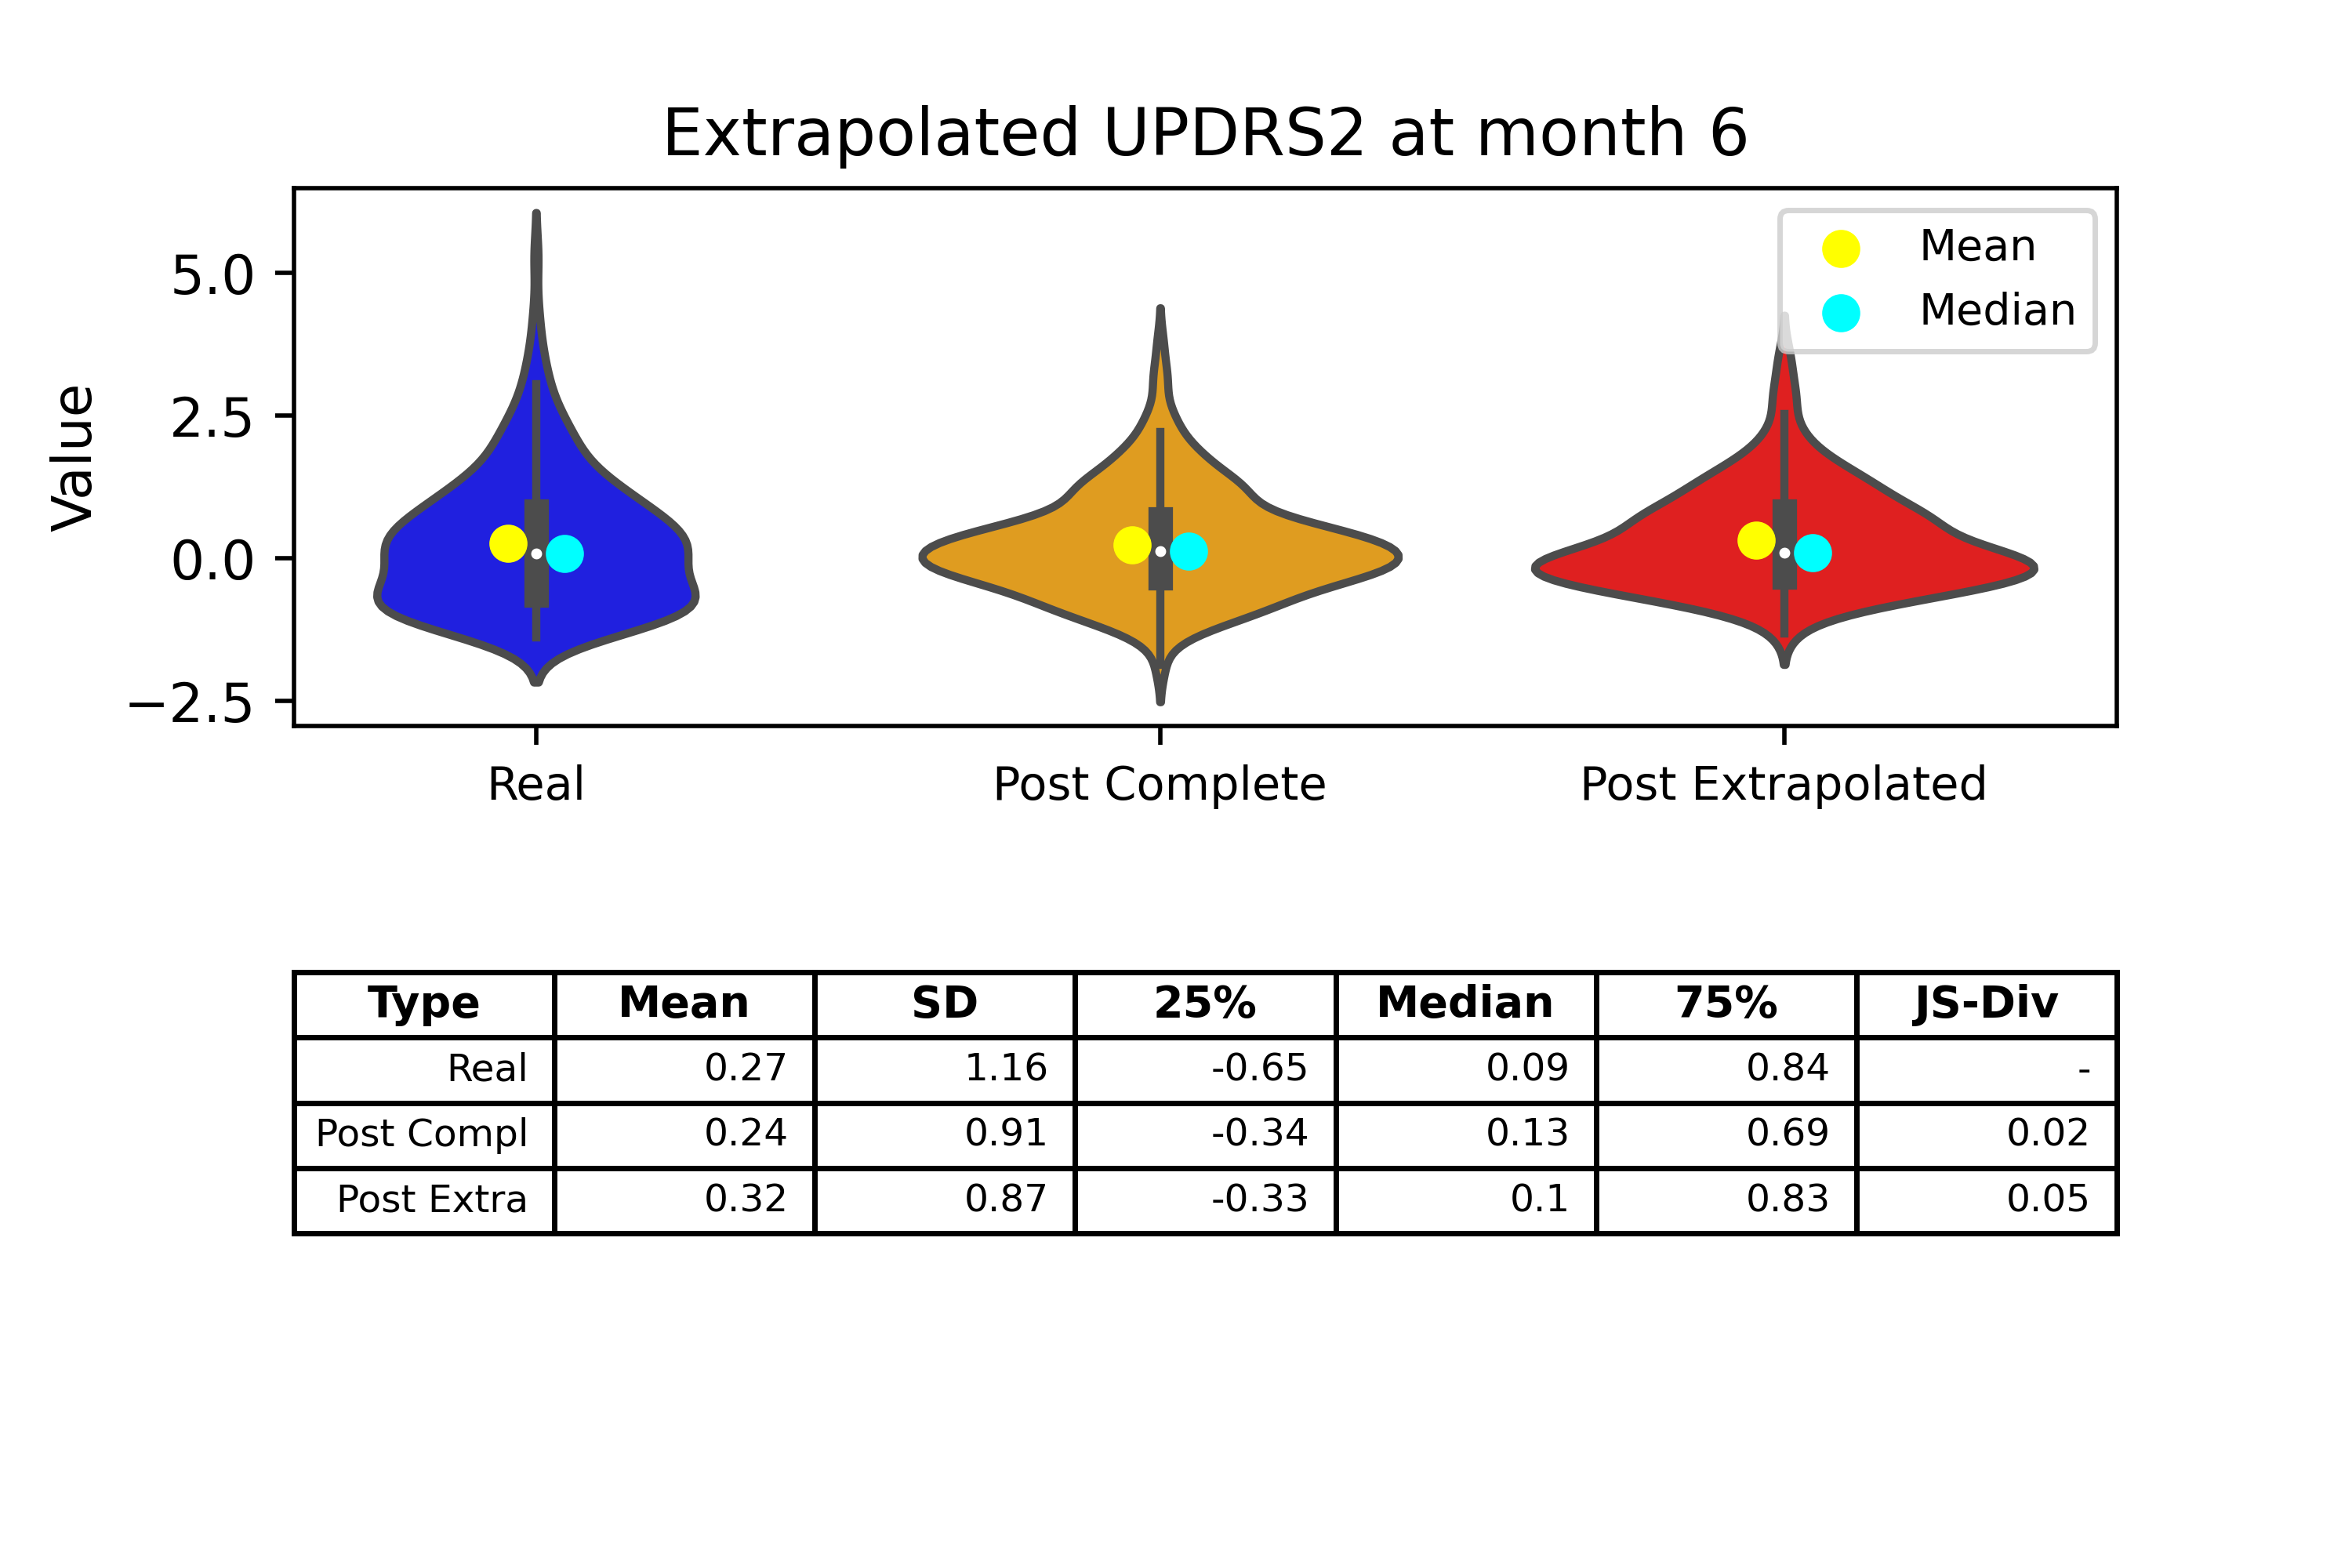 Extrapolated UPDRS2 at month 6
Mean
Median
Value
5.0
2.5
0.0
−2.5
Real Post Complete Post Extrapolated
Type Mean SD 25% Median 75% JS-Div
Real 0.27 1.16 -0.65 0.09 0.84 -
Post Compl 0.24 0.91 -0.34 0.13 0.69 0.02
Post Extra 0.32 0.87 -0.33 0.1 0.83 0.05